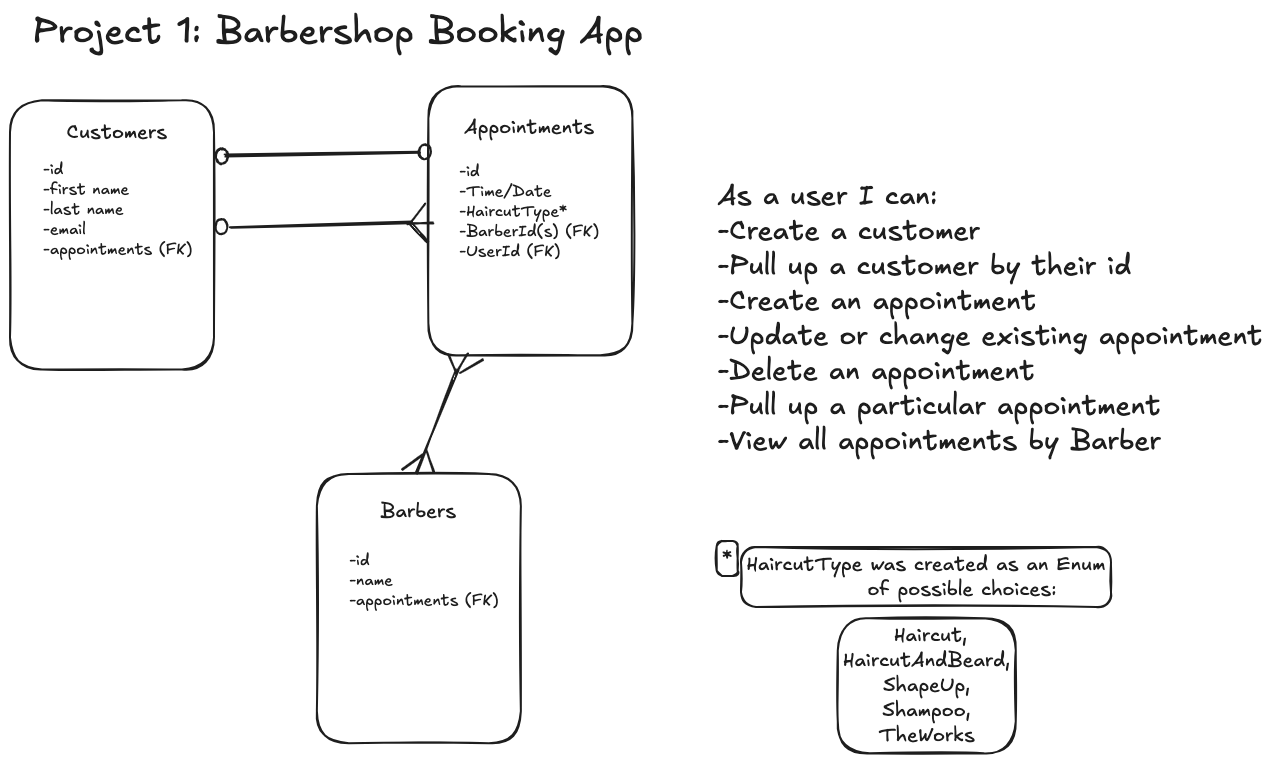 Project 1: Barbershop Booking App
Customers
-id
-first name
-last name
-email
-appointments (FK)
Appointments
-id
-Time/Date
-HaircutType*
-BarberId(s) (FK)
-UserId (FK)
Barbers
-id
-name
-appointments (FK)
As a user I can:
-Create a customer
-Pull up a customer by their id
-Create an appointment
-Update or change existing appointment
-Delete an appointment
-Pull up a particular appointment
-View all appointments by Barber
*
HaircutType was created as an Enum
of possible choices:
Haircut,
HaircutAndBeard,
ShapeUp,
Shampoo,
TheWorks